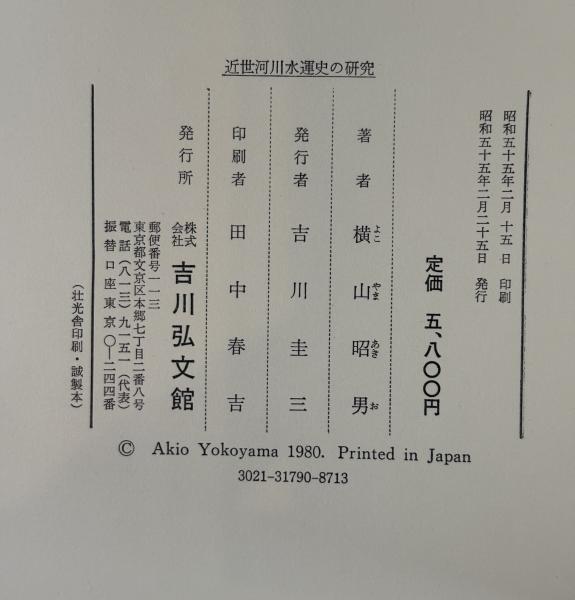 近世河川水運史の研究
昭和五十五年二月 十五 日 印刷
昭和五十五年二月二十五日 発行
定価 五、八〇〇円
著者 横山昭男
よこ やま あき お
発行者 吉川圭三
印刷者 田中春吉
発行所 株式会社 吉川弘文館
郵便番号一一三
東京都文京区本郷七丁目二番八号
電話(八一三)九一五一(代表)
振替口座東京〇―二四四番
(壮光舎印刷・誠製本)
© Akio Yokoyama 1980. Printed in Japan
3021-31790-8713